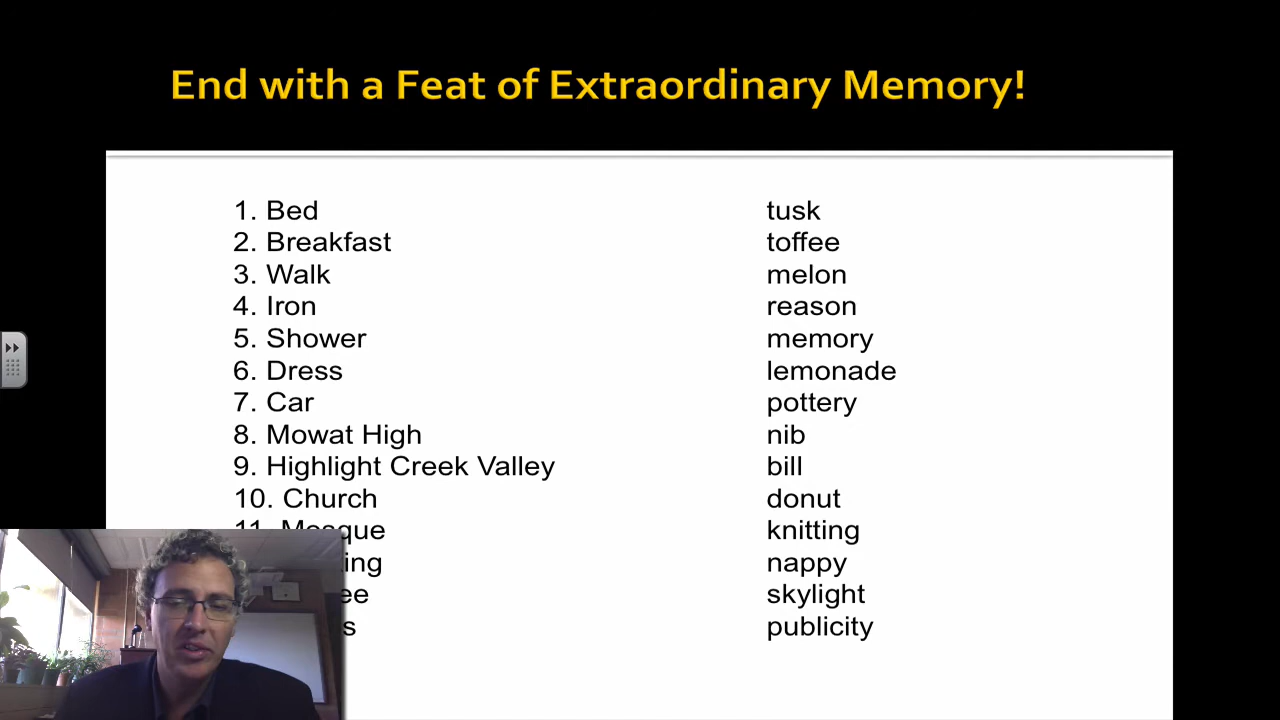 End with a Feat of Extraordinary Memory!
1. Bed tusk
2. Breakfast toffee
3. Walk melon
4. Iron reason
5. Shower memory
6. Dress lemonade
7. Car pottery
8. Mowat High nib
9. Highlight Creek Valley bill
10. Church donut
11. Mosque knitting
nappy
skylight
publicity